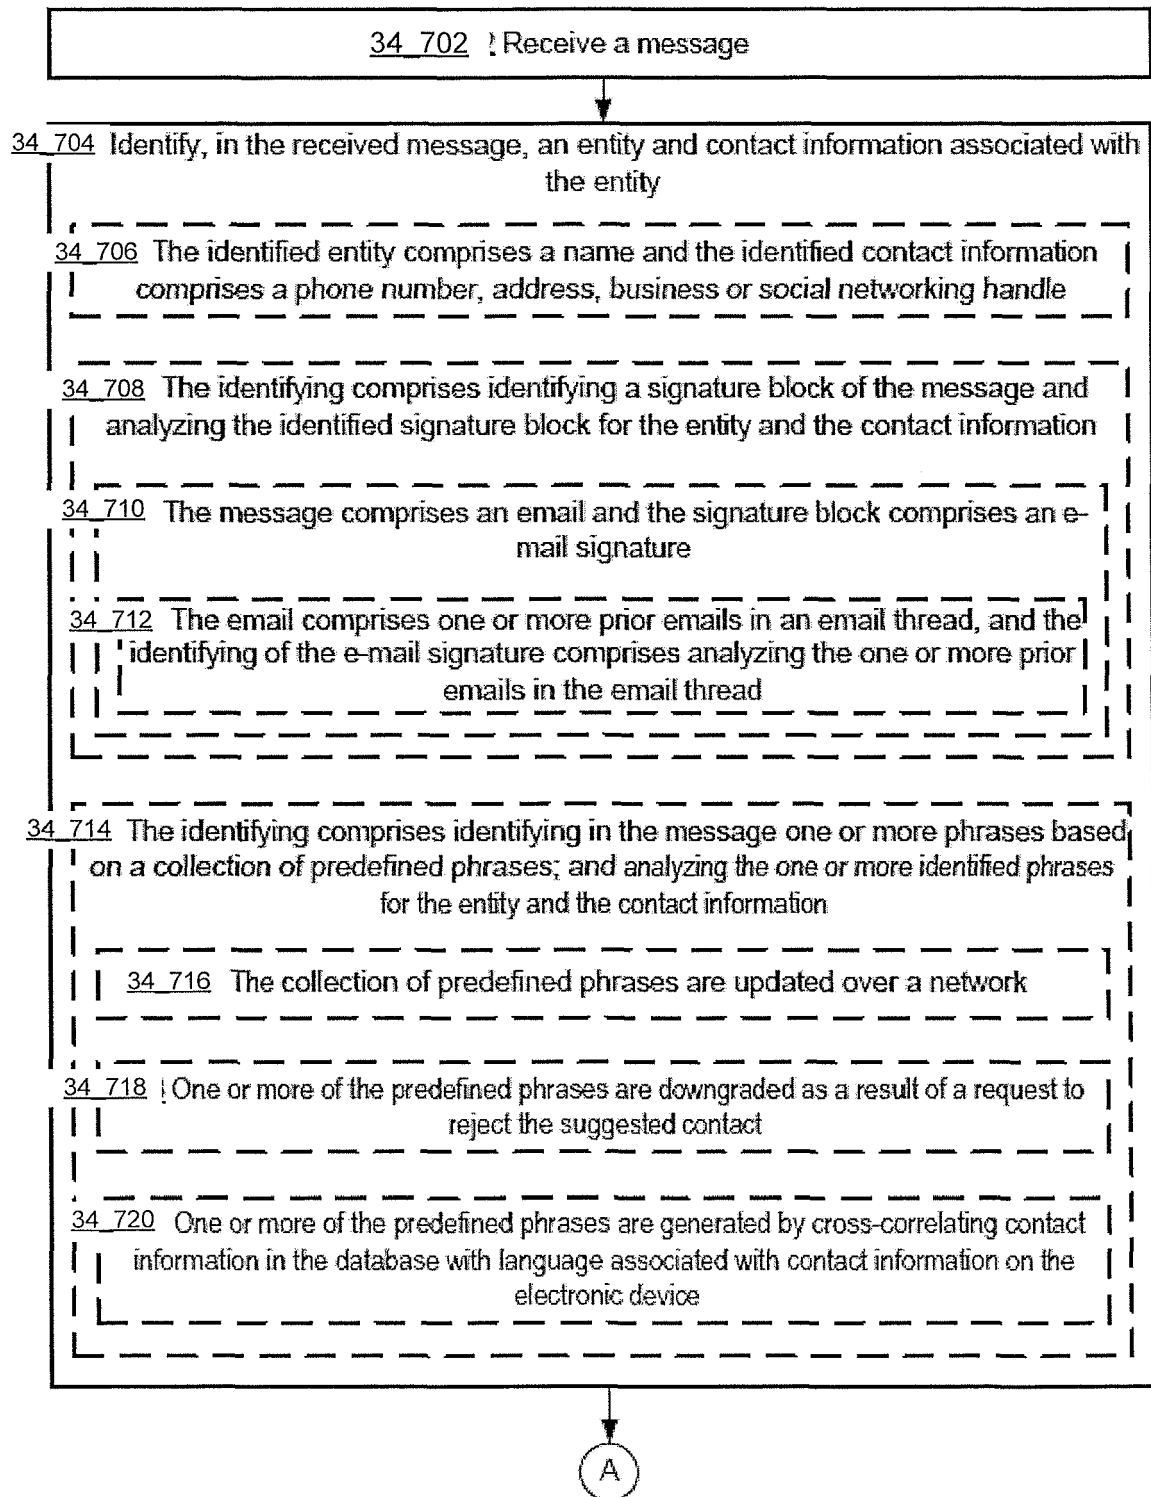 34_702 Receive a message
34_704 Identify, in the received message, an entity and contact information associated with
the entity
34_706 The identified entity comprises a name and the identified contact information
comprises a phone number, address, business or social networking handle
34_708 The identifying comprises identifying a signature block of the message and
analyzing the identified signature block for the entity and the contact information
34_710 The message comprises an email and the signature block comprises an e-
mail signature
34_712 The email comprises one or more prior emails in an email thread, and the
identifying of the e-mail signature comprises analyzing the one or more prior
emails in the email thread
34_714 The identifying comprises identifying in the message one or more phrases based
on a collection of predefined phrases; and analyzing the one or more identified phrases
for the entity and the contact information
34_716 The collection of predefined phrases are updated over a network
34_718 One or more of the predefined phrases are downgraded as a result of a request to
reject the suggested contact
34_720 One or more of the predefined phrases are generated by cross-correlating contact
information in the database with language associated with contact information on the
electronic device
A